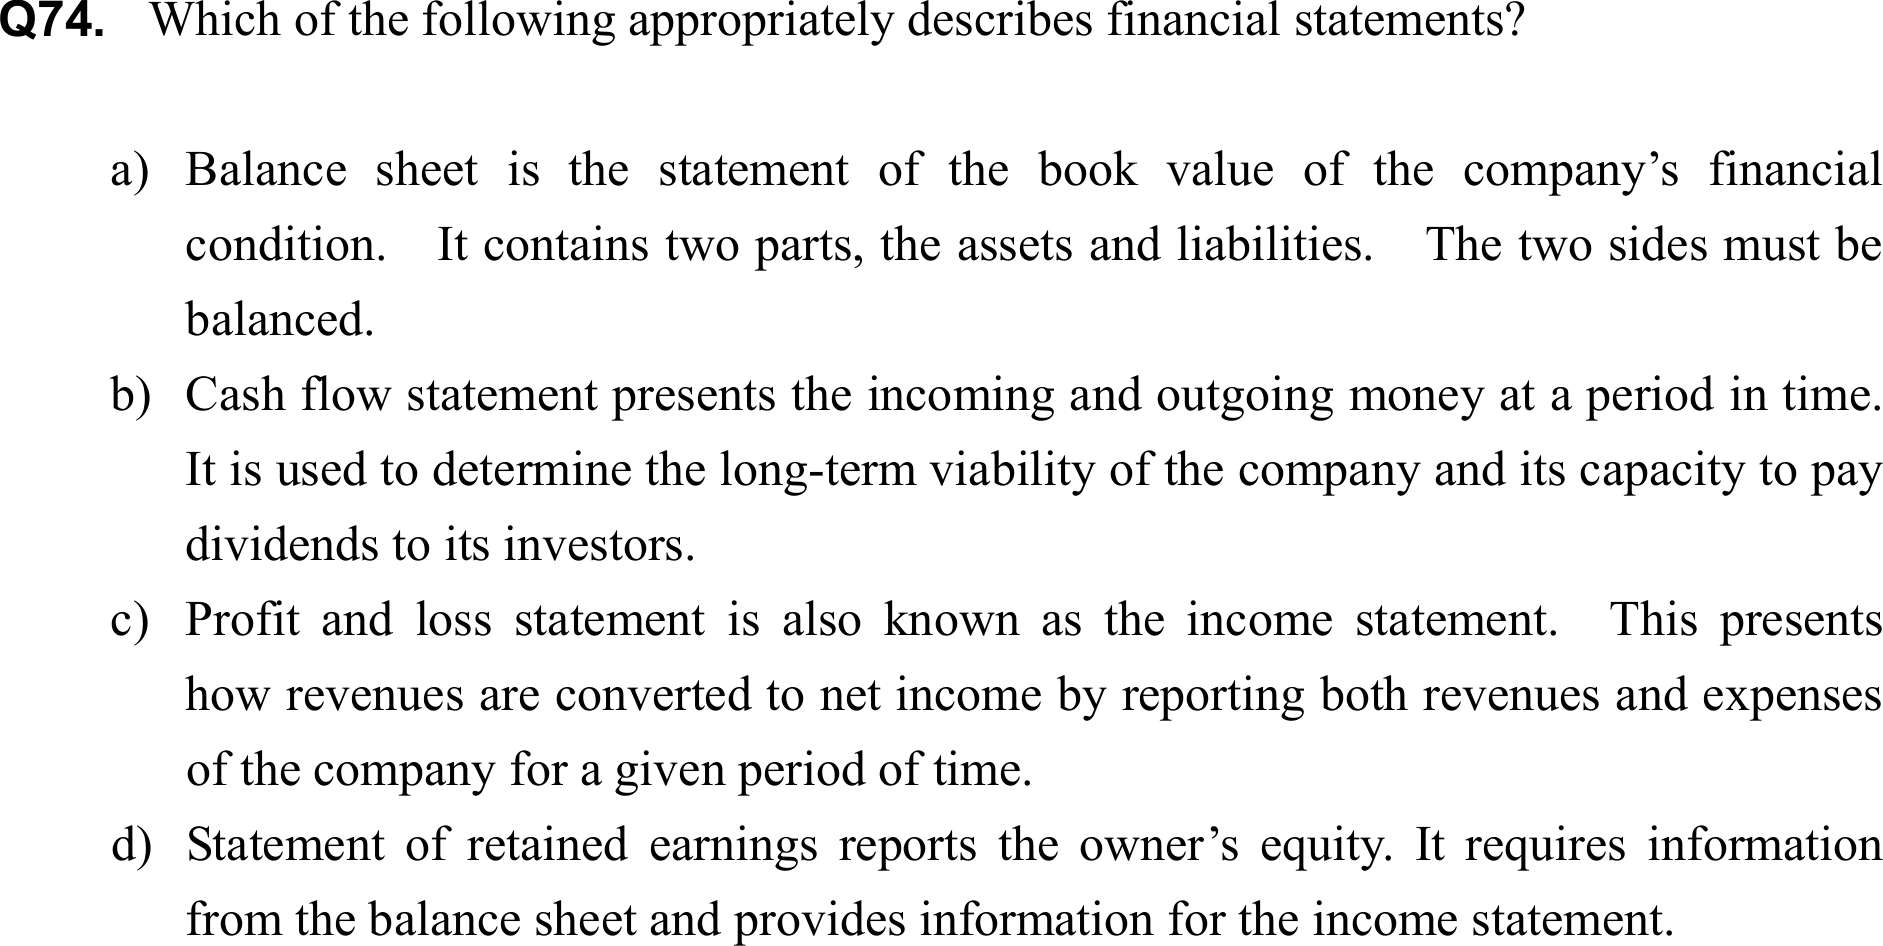 Q74. Which of the following appropriately describes financial statements?
a) Balance sheet is the statement of the book value of the company’s financial
condition. It contains two parts, the assets and liabilities. The two sides must be
balanced.
b) Cash flow statement presents the incoming and outgoing money at a period in time.
It is used to determine the long-term viability of the company and its capacity to pay
dividends to its investors.
c) Profit and loss statement is also known as the income statement. This presents
how revenues are converted to net income by reporting both revenues and expenses
of the company for a given period of time.
d) Statement of retained earnings reports the owner’s equity. It requires information
from the balance sheet and provides information for the income statement.